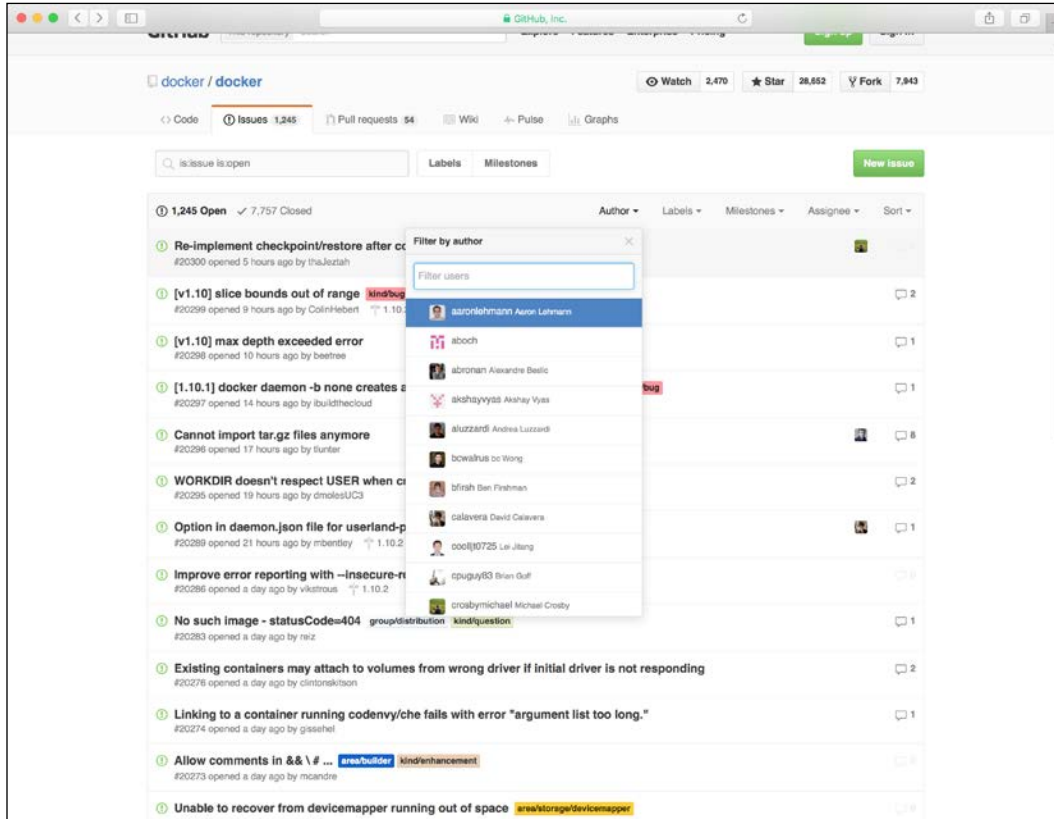 GitHub, Inc.
docker / docker
Watch 2,470 Star 28,652 Fork 7,943
Code Issues 1,245 Pull requests 54 Wiki Pulse Graphs
is:issue is:open Labels Milestones New issue
1,245 Open 7,757 Closed Author Labels Milestones Assignee Sort
Filter by author
Re-implement checkpoint/restore after
#20300 opened 5 hours ago by thaJeztah
Filter users
[v1.10] slice bounds out of range kind/bug 2
#20299 opened 9 hours ago by ColinHebert 1.10.
aaronlehmann Aaron Lehmann
[v1.10] max depth exceeded error 1
#20298 opened 10 hours ago by beetree
aboch
abronan Alexandre Beslic
[1.10.1] docker daemon -b none creates bug 1
#20297 opened 14 hours ago by ibuildthecloud
akshayvyas Akshay Vyas
Cannot import tar.gz files anymore 8
#20296 opened 17 hours ago by tlunter
aluzzardi Andrea Luzzardi
bcwalrus bc Wong
WORKDIR doesn't respect USER when 2
#20295 opened 19 hours ago by dmolesUC3
bfirsh Ben Firshman
calavera David Calavera
Option in daemon.json file for 1
#20289 opened 21 hours ago by mbentley 1.10.2
coolljt0725 Lei Jitang
Improve error reporting with
#20286 opened a day ago by vikstrous 1.10.2
cpuguy83 Brian Goff
crosbymichael Michael Crosby
No such image - statusCode=404 group/distribution kind/question 1
#20283 opened a day ago by reiz
Existing containers may attach to volumes from wrong driver if initial driver is not responding 2
#20276 opened a day ago by clintonskitson
Linking to a container running codenvy/che fails with error "argument list too long." 1
#20274 opened a day ago by gissehel
Allow comments in && \ # ... area/builder kind/enhancement
#20273 opened a day ago by mcandre
Unable to recover from devicemapper running out of space area/storage/devicemapper